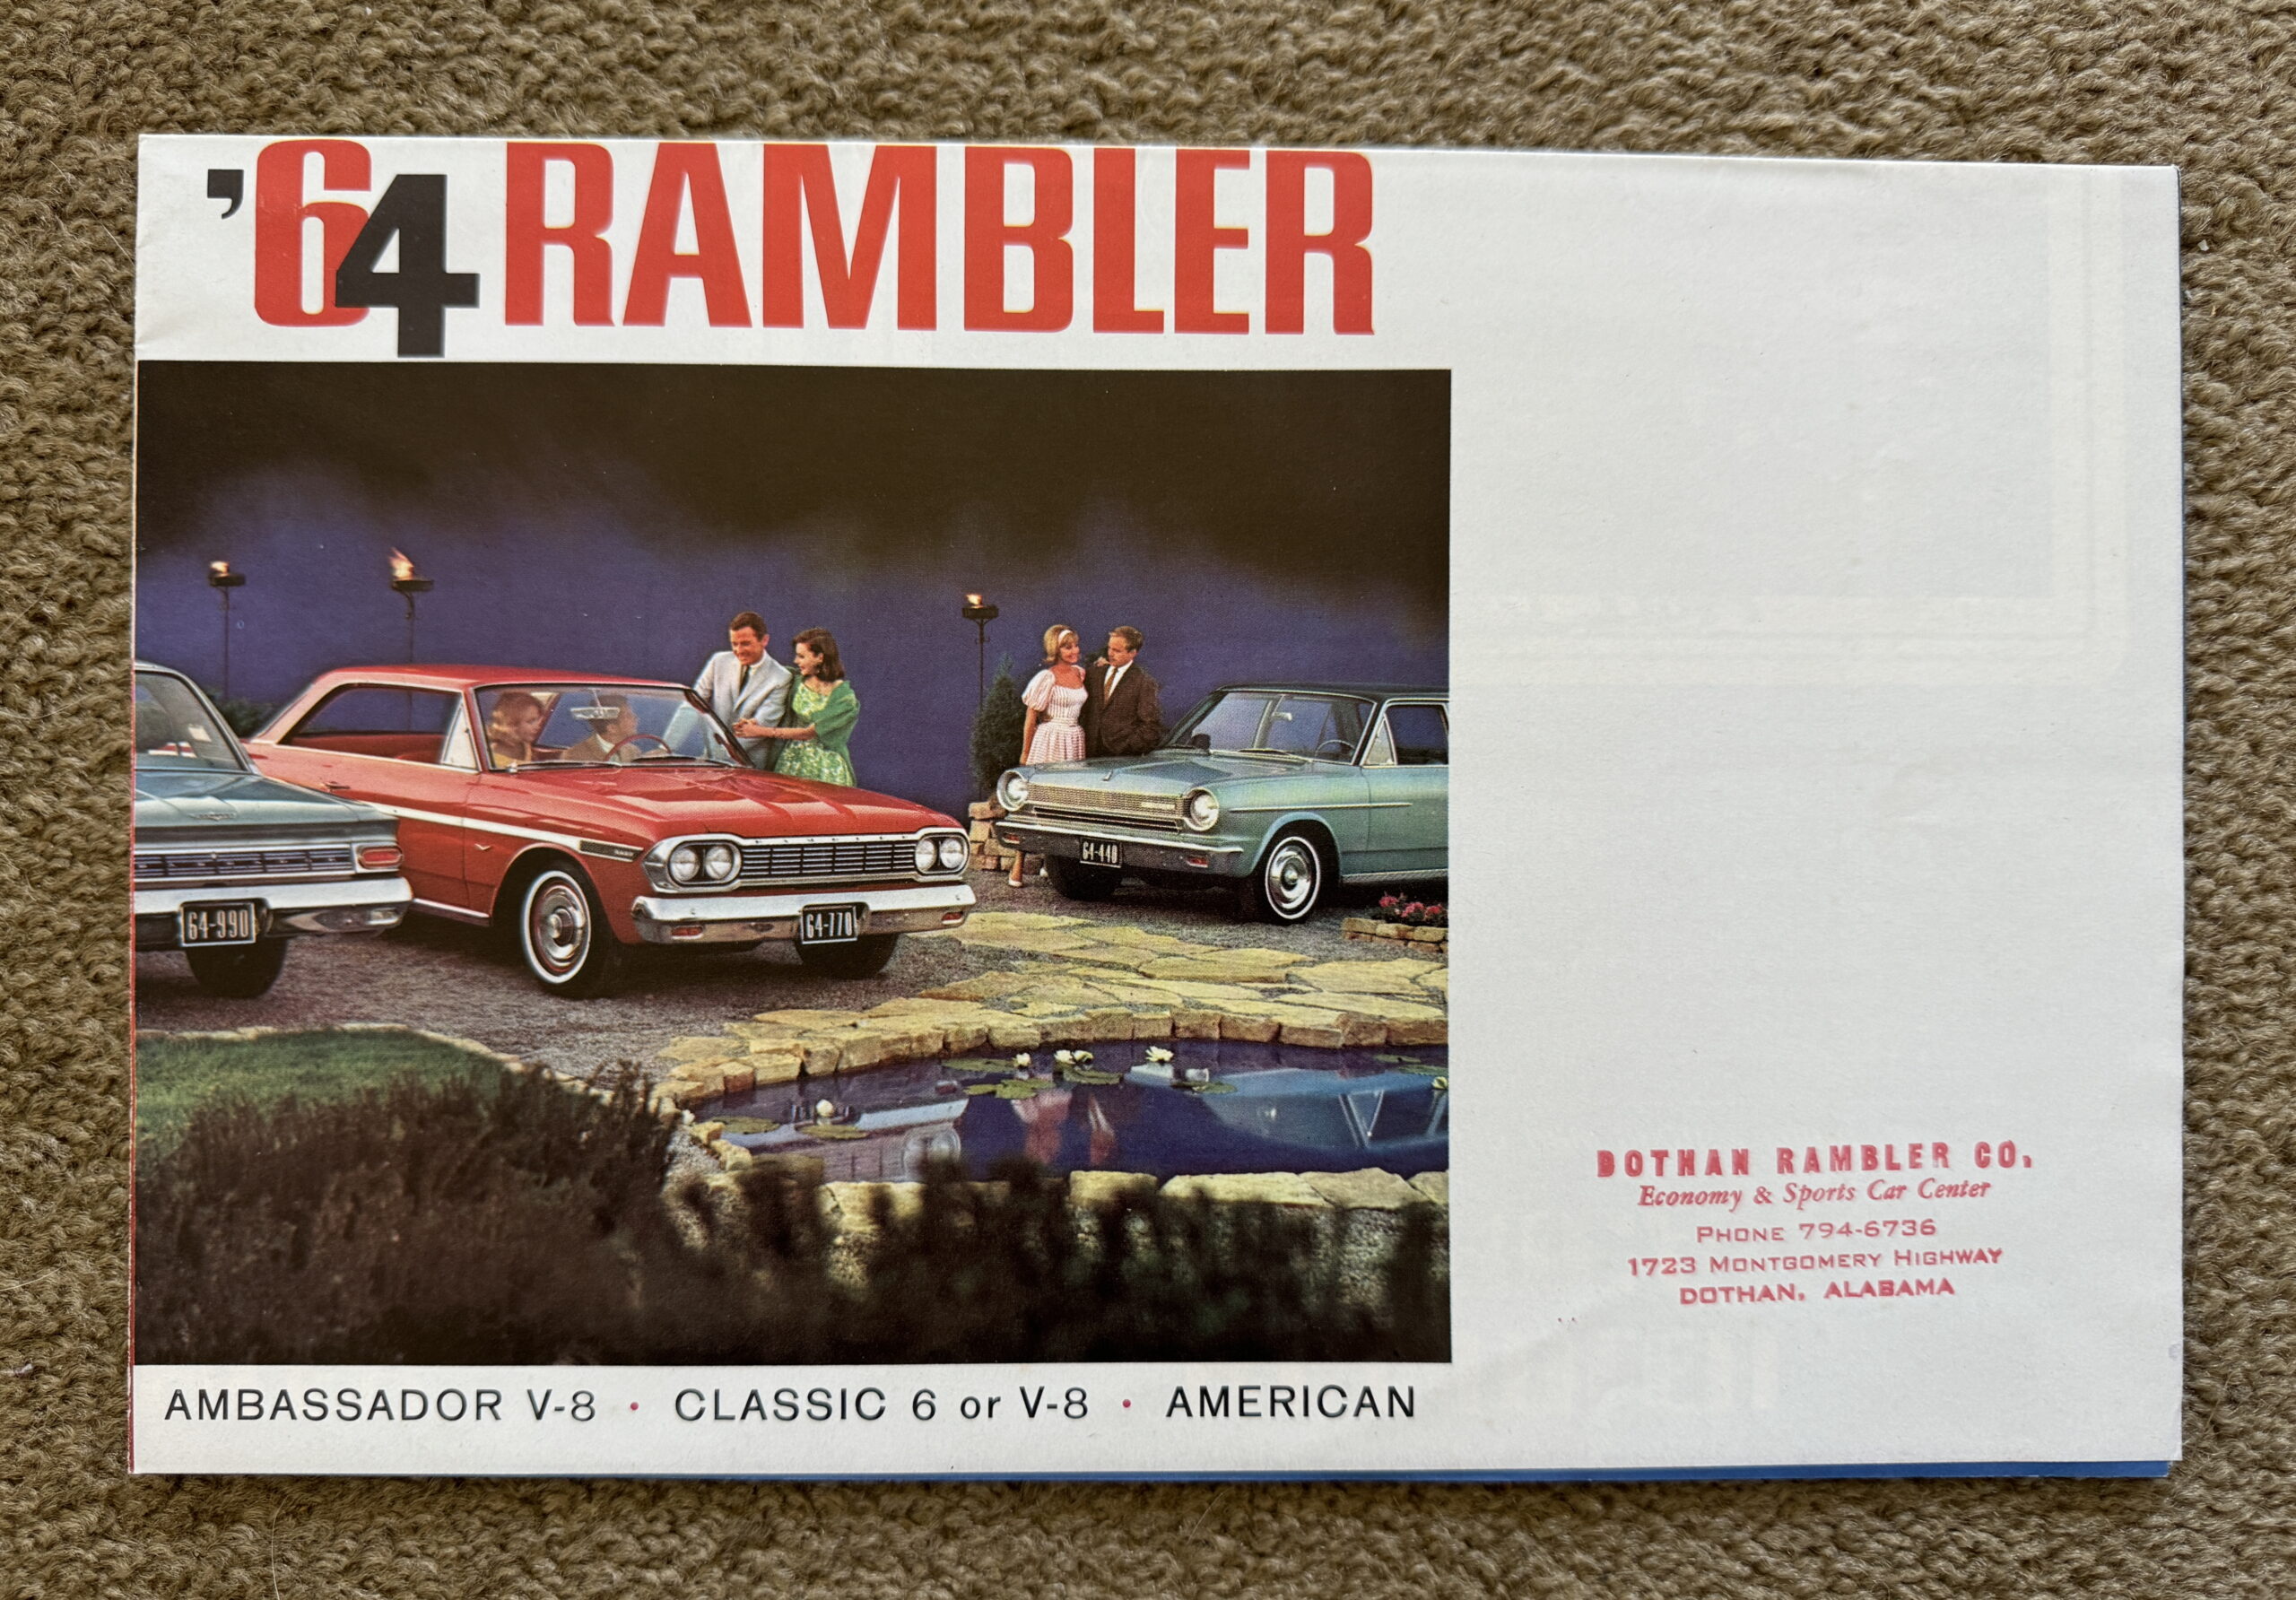 ’64 RAMBLER
64-990
64-770
64-440
AMBASSADOR V-8 • CLASSIC 6 or V-8 • AMERICAN
DOTHAN RAMBLER CO.
Economy & Sports Car Center
PHONE 794-6736
1723 MONTGOMERY HIGHWAY
DOTHAN, ALABAMA